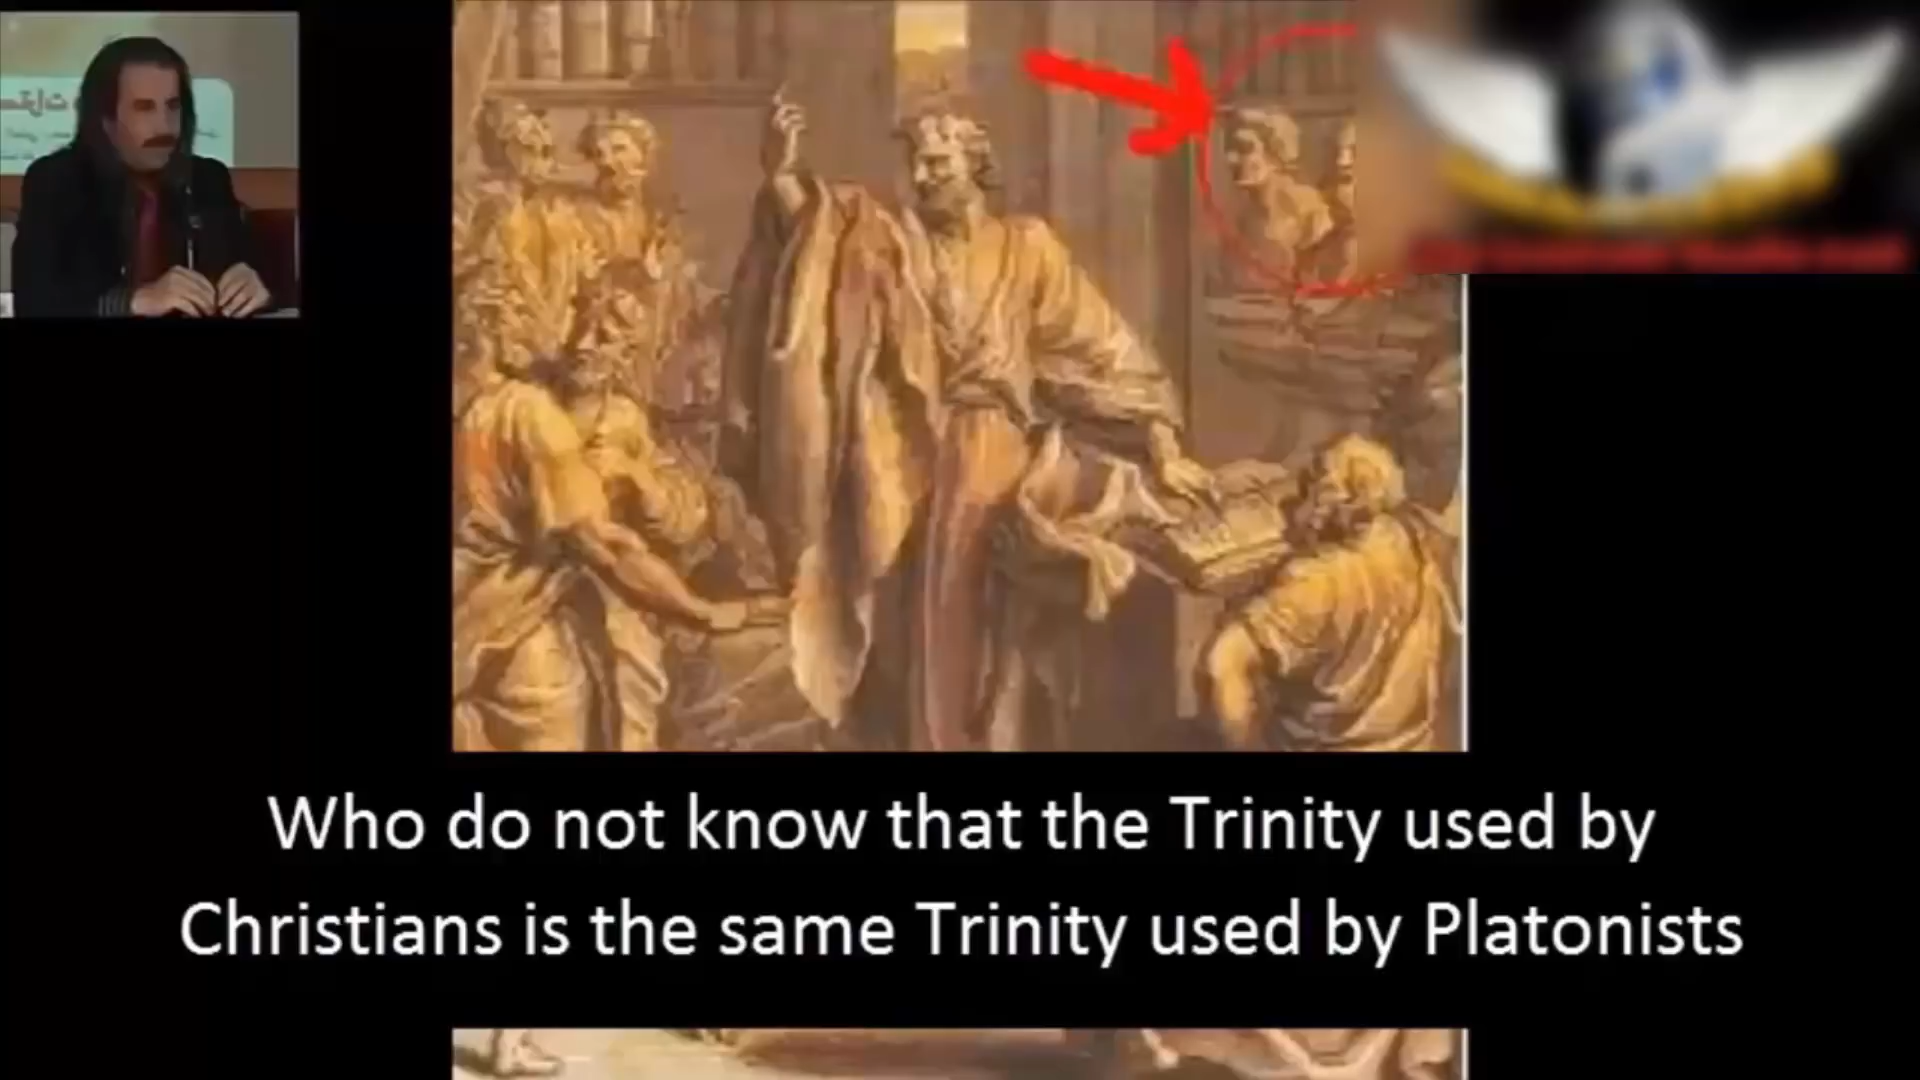 Who do not know that the Trinity used by
Christians is the same Trinity used by Platonists